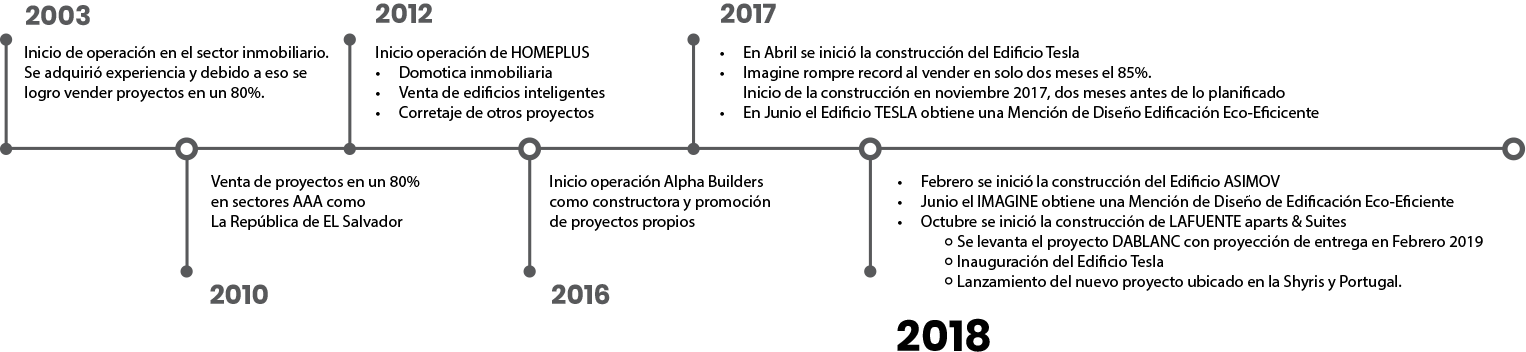 2003
Inicio de operación en el sector inmobiliario.
Se adquirió experiencia y debido a eso se
logro vender proyectos en un 80%.
2012
Inicio operación de HOMEPLUS
• Domotica inmobiliaria
• Venta de edificios inteligentes
• Corretaje de otros proyectos
2017
• En Abril se inició la construcción del Edificio Tesla
• Imagine rompre record al vender en solo dos meses el 85%.
Inicio de la construcción en noviembre 2017, dos meses antes de lo planificado
• En Junio el Edificio TESLA obtiene una Mención de Diseño Edificación Eco-Eficicente
Venta de proyectos en un 80%
en sectores AAA como
La República de EL Salvador
2010
Inicio operación Alpha Builders
como constructora y promoción
de proyectos propios
2016
• Febrero se inició la construcción del Edificio ASIMOV
• Junio el IMAGINE obtiene una Mención de Diseño de Edificación Eco-Eficiente
• Octubre se inició la construcción de LAFUENTE aparts & Suites
o Se levanta el proyecto DABLANC con proyección de entrega en Febrero 2019
o Inauguración del Edificio Tesla
o Lanzamiento del nuevo proyecto ubicado en la Shyris y Portugal.
2018